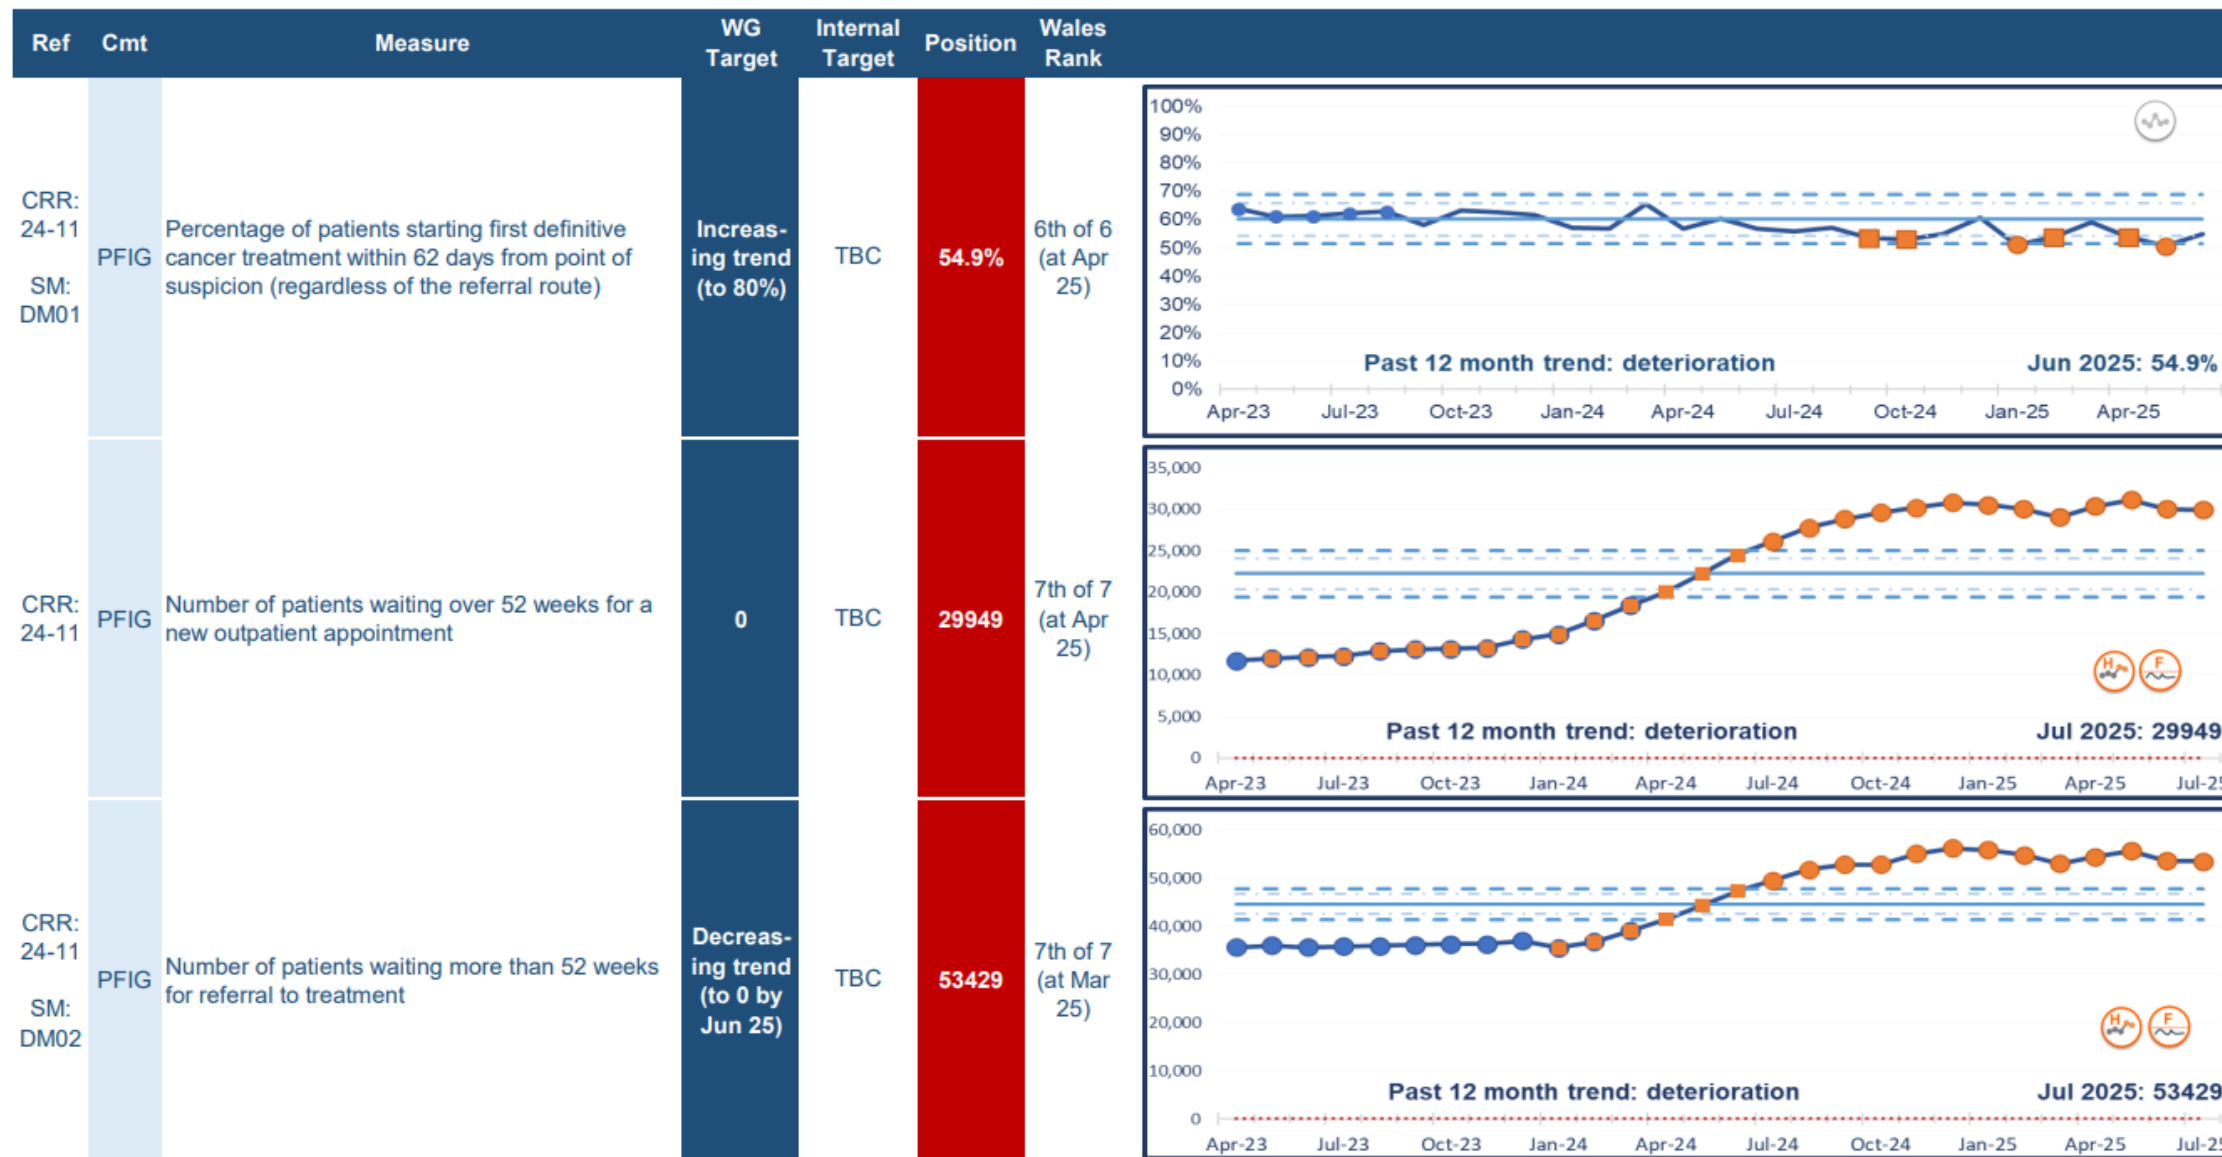 Ref Cmt Measure WG Target Internal Target Position Wales Rank
CRR: 24-11 SM: DM01
PFIG
Percentage of patients starting first definitive
cancer treatment within 62 days from point of
suspicion (regardless of the referral route)
Increas-
ing trend
(to 80%)
TBC
54.9%
6th of 6
(at Apr
25)
100%
90%
80%
70%
60%
50%
40%
30%
20%
10%
0%
Past 12 month trend: deterioration
Jun 2025: 54.9%
Apr-23 Jul-23 Oct-23 Jan-24 Apr-24 Jul-24 Oct-24 Jan-25 Apr-25
CRR:
24-11
PFIG
Number of patients waiting over 52 weeks for a
new outpatient appointment
0
TBC
29949
7th of 7
(at Apr
25)
35,000
30,000
25,000
20,000
15,000
10,000
5,000
0
H F
Past 12 month trend: deterioration
Jul 2025: 29949
Apr-23 Jul-23 Oct-23 Jan-24 Apr-24 Jul-24 Oct-24 Jan-25 Apr-25 Jul-25
CRR:
24-11
SM:
DM02
PFIG
Number of patients waiting more than 52 weeks
for referral to treatment
Decreas-
ing trend
(to 0 by
Jun 25)
TBC
53429
7th of 7
(at Mar
25)
60,000
50,000
40,000
30,000
20,000
10,000
0
H F
Past 12 month trend: deterioration
Jul 2025: 53429
Apr-23 Jul-23 Oct-23 Jan-24 Apr-24 Jul-24 Oct-24 Jan-25 Apr-25 Jul-25